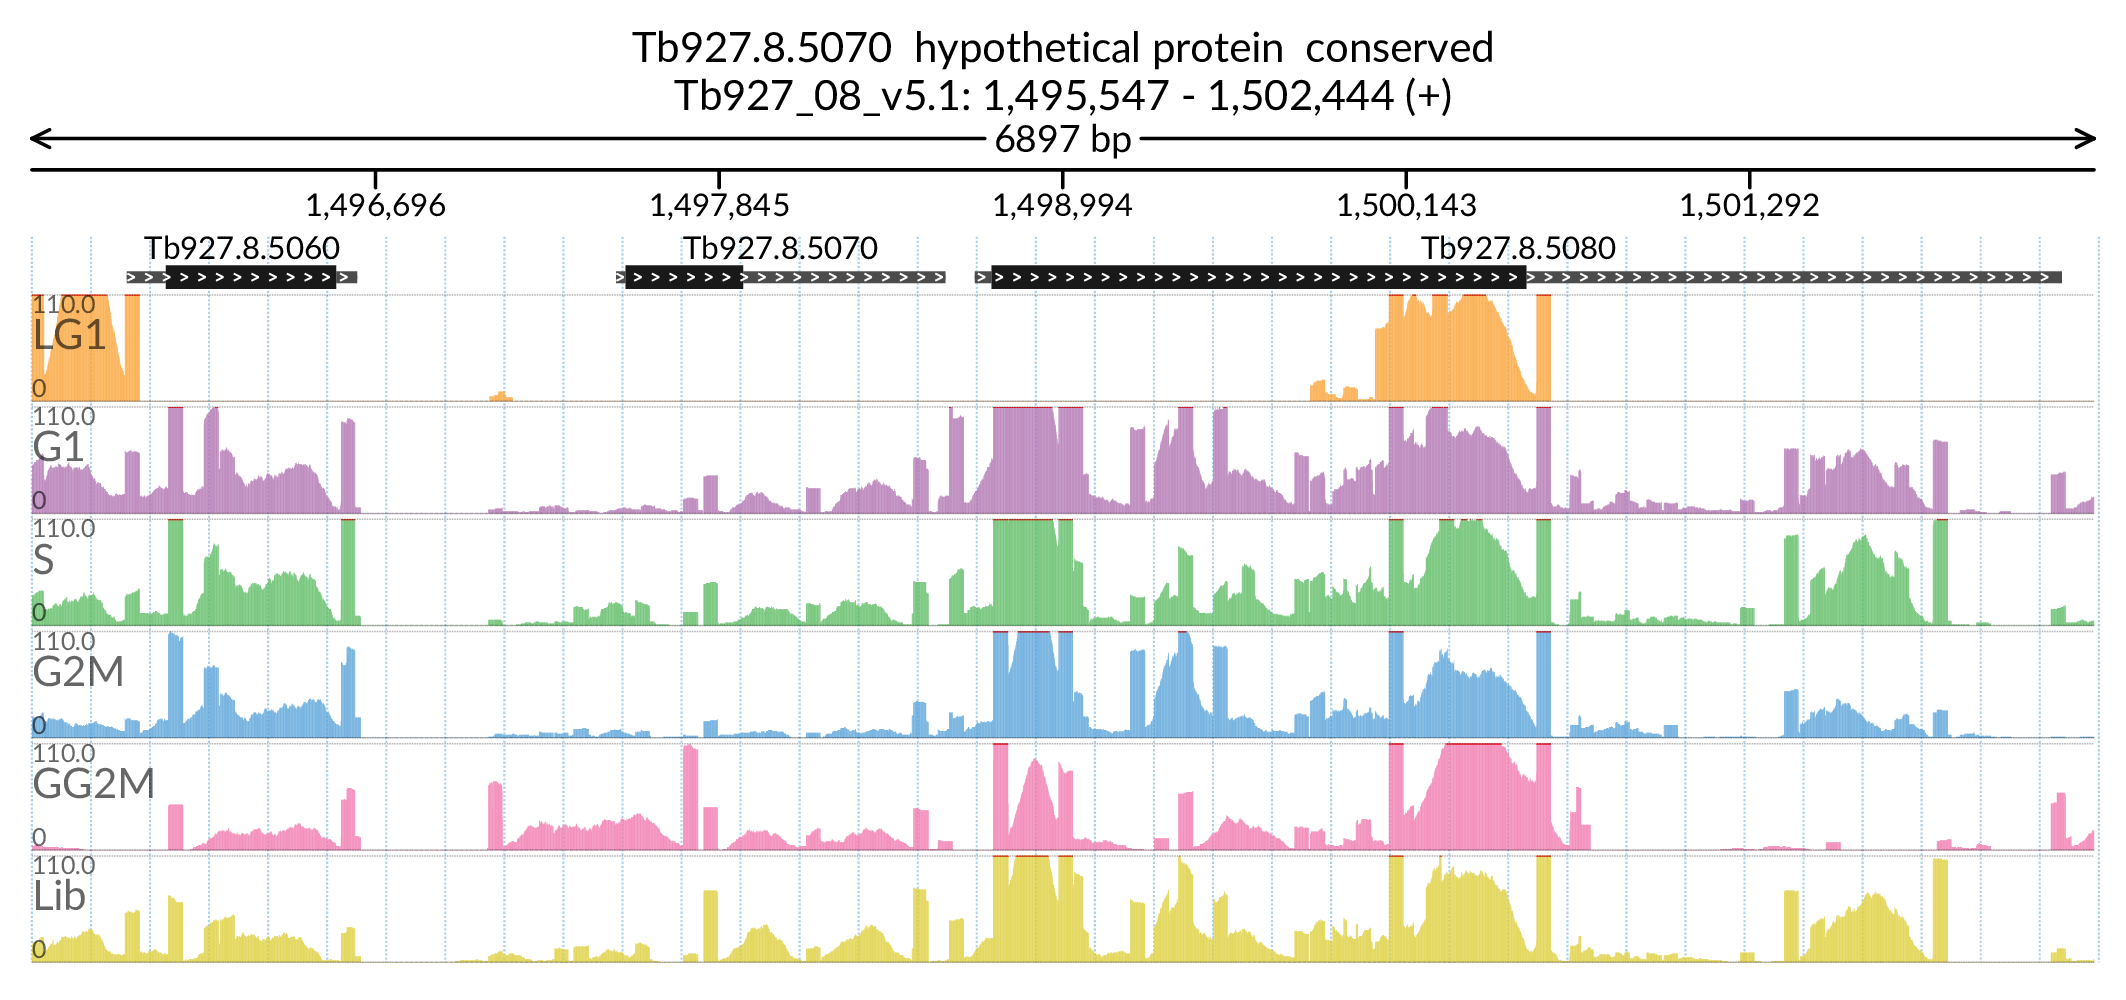 Tb927.8.5070 hypothetical protein conserved
Tb927_08_v5.1: 1,495,547 - 1,502,444 (+)
6897 bp
1,496,696 1,497,845 1,498,994 1,500,143 1,501,292
Tb927.8.5060 Tb927.8.5070 Tb927.8.5080
110.0
LG1
0
110.0
G1
0
110.0
S
0
110.0
G2M
0
110.0
GG2M
0
110.0
Lib
0